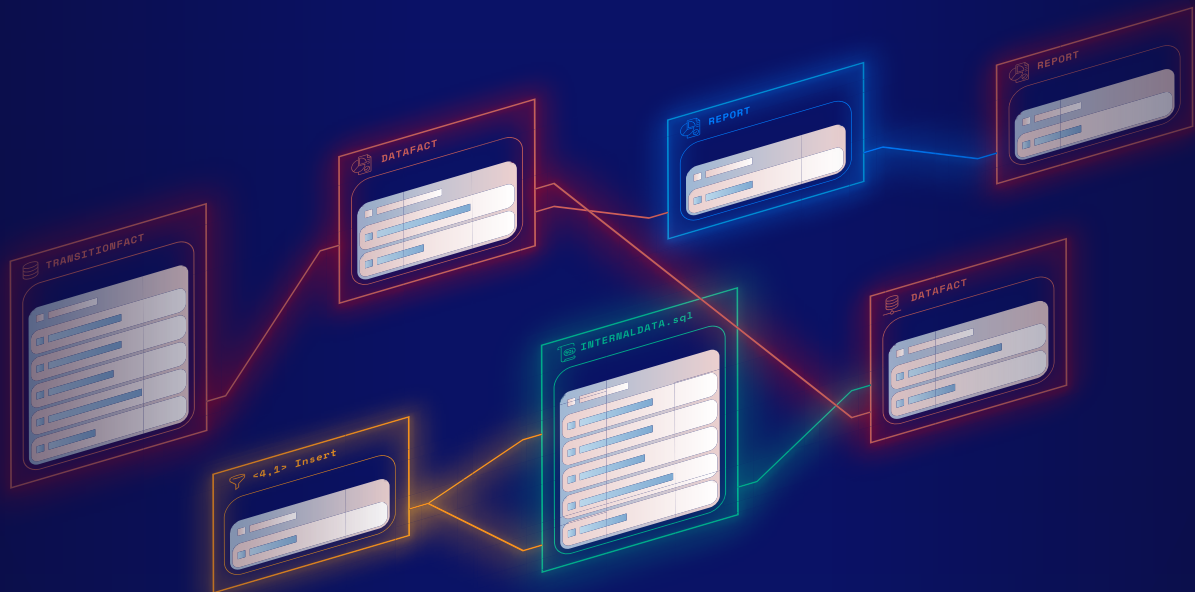 REPORT
REPORT
DATAFACT
TRANSITIONFACT
DATAFACT
INTERNALDATA.sql
<4,1> Insert